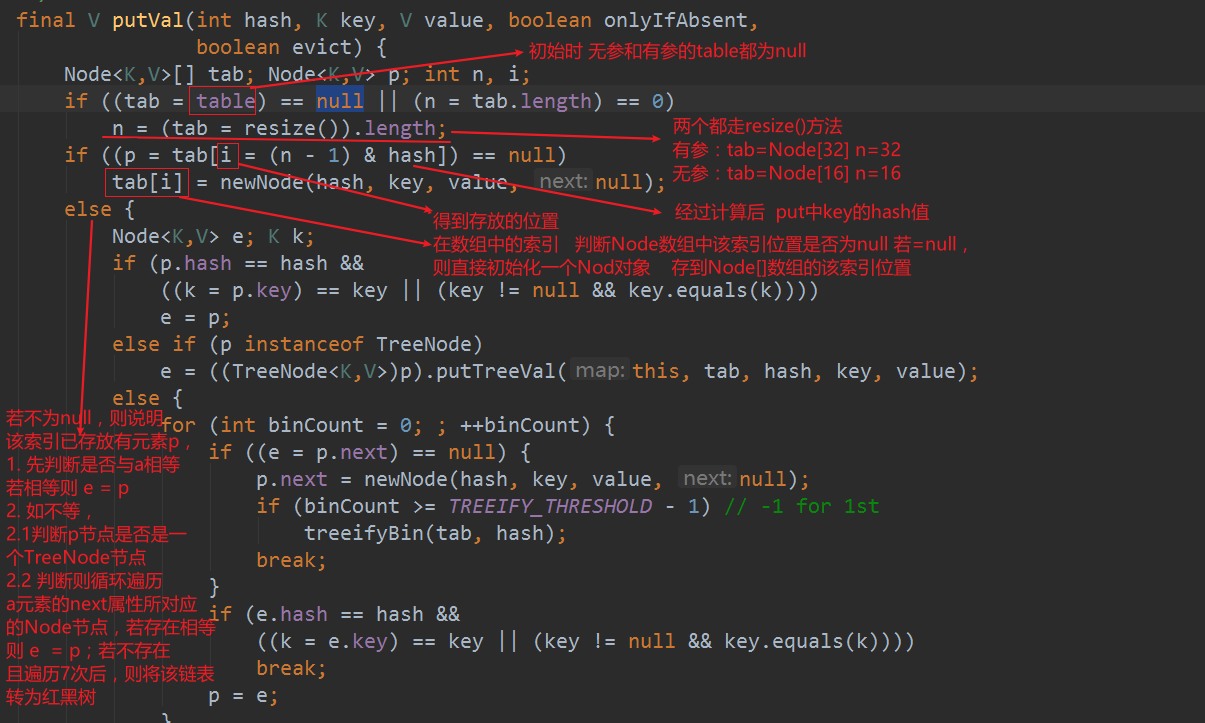 final V putVal(int hash, K key, V value, boolean onlyIfAbsent,
boolean evict) {
初始时 无参和有参的table都为null
Node<K,V>[] tab; Node<K,V> p; int n, i;
if ((tab = table) == null || (n = tab.length) == 0)
n = (tab = resize()).length;
两个都走resize()方法
有参：tab=Node[32] n=32
无参：tab=Node[16] n=16
if ((p = tab[i = (n - 1) & hash]) == null)
tab[i] = newNode(hash, key, value, next: null);
经过计算后 put中key的hash值
else {
得到存放的位置
在数组中的索引 判断Node数组中该索引位置是否为null 若=null，
则直接初始化一个Nod对象 存到Node[]数组的该索引位置
Node<K,V> e; K k;
if (p.hash == hash &&
((k = p.key) == key || (key != null && key.equals(k))))
e = p;
else if (p instanceof TreeNode)
e = ((TreeNode<K,V>)p).putTreeVal( map: this, tab, hash, key, value);
else {
for (int binCount = 0; ; ++binCount) {
if ((e = p.next) == null) {
p.next = newNode(hash, key, value, next: null);
if (binCount >= TREEIFY_THRESHOLD - 1) // -1 for 1st
treeifyBin(tab, hash);
break;
}
if (e.hash == hash &&
((k = e.key) == key || (key != null && key.equals(k))))
break;
p = e;
}
若不为null，则说明
该索引已存放有元素p，
1. 先判断是否与a相等
若相等则 e = p
2. 如不等，
2.1判断p节点是否是一
个TreeNode节点
2.2 判断则循环遍历
a元素的next属性所对应
的Node节点，若存在相等
则 e = p；若不存在
且遍历7次后，则将该链表
转为红黑树